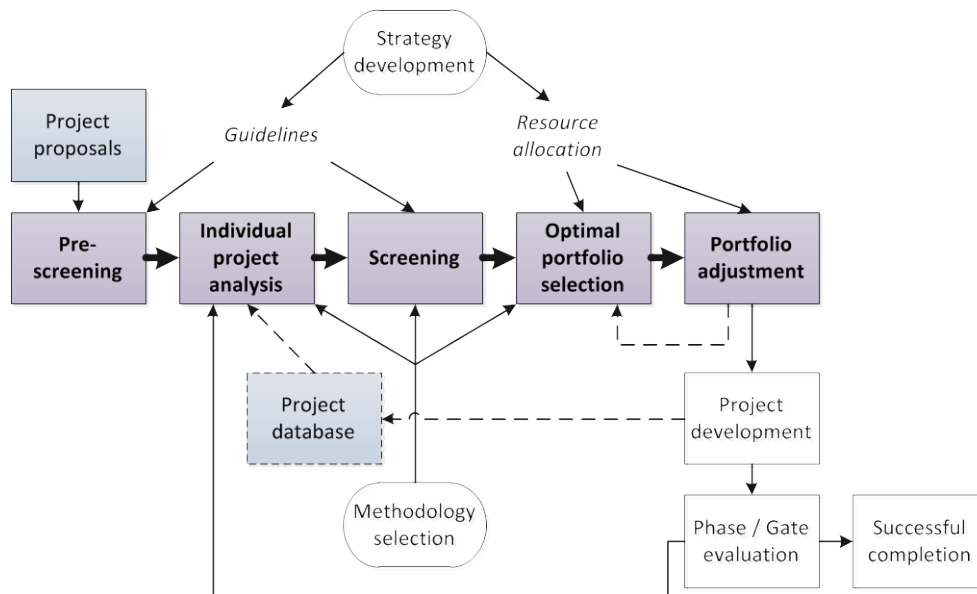 Strategy
development
Project
proposals
Guidelines
Resource
allocation
Pre-
screening
Individual
project
analysis
Screening
Optimal
portfolio
selection
Portfolio
adjustment
Project
database
Project
development
Methodology
selection
Phase / Gate
evaluation
Successful
completion